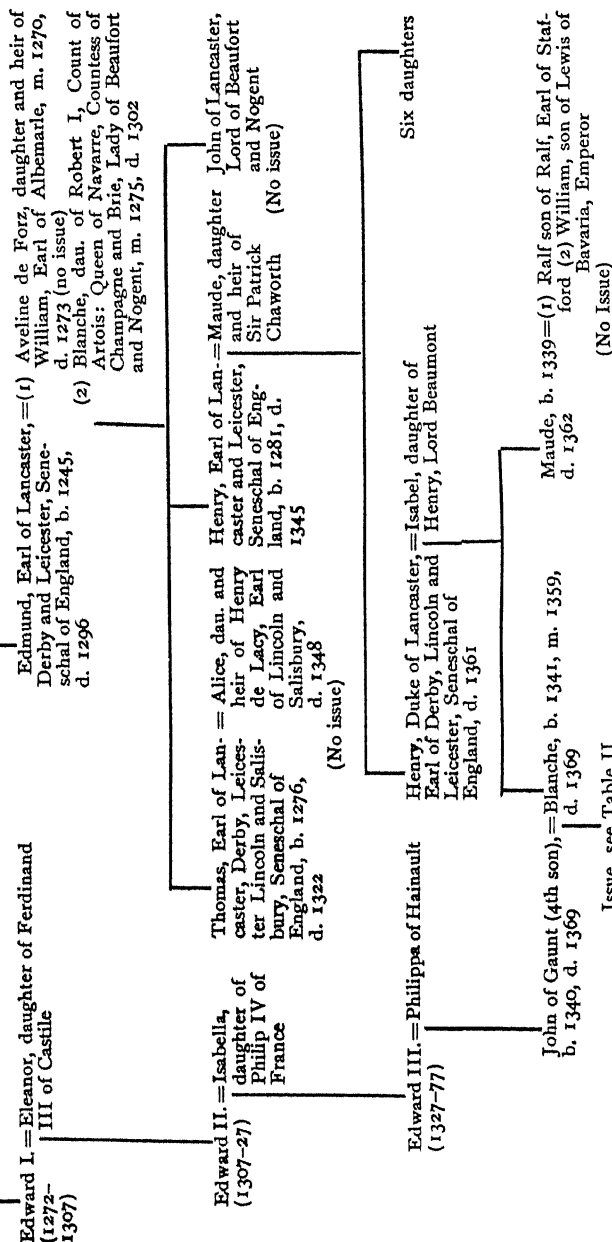 Edward I.=Eleanor, daughter of Ferdinand
(1272–
III of Castile
1307)
Edmund, Earl of Lancaster,
Derby and Leicester, Sene-
schal of England, b. 1245,
d. 1296
=(1) Aveline de Forz, daughter and heir of
William, Earl of Albemarle, m. 1270,
d. 1273 (no issue)
(2) Blanche, dau. of Robert I, Count of
Artois: Queen of Navarre, Countess of
Champagne and Brie, Lady of Beaufort
and Nogent, m. 1275, d. 1302
Edward II.=Isabella,
(1307–27)
daughter of
Philip IV of
France
Thomas, Earl of Lan-
caster, Derby, Leices-
ter Lincoln and Salis-
bury, Seneschal of
England, b. 1276,
d. 1322
= Alice, dau. and
heir of Henry
de Lacy, Earl
of Lincoln and
Salisbury,
d. 1348
(No issue)
Henry, Earl of Lan-
caster and Leicester,
Seneschal of Eng-
land, b. 1281, d.
1345
=Maude, daughter
and heir of
Sir Patrick
Chaworth
John of Lancaster,
Lord of Beaufort
and Nogent
(No issue)
Edward III.=Philippa of Hainault
(1327–77)
Henry, Duke of Lancaster,
Earl of Derby, Lincoln and
Leicester, Seneschal of
England, d. 1361
=Isabel, daughter of
Henry, Lord Beaumont
Six daughters
John of Gaunt (4th son),
b. 1340, d. 1369
=Blanche, b. 1341, m. 1359,
d. 1369
Issue, see Table II
Maude, b. 1339
d. 1362
=(1) Ralf son of Ralf, Earl of Staf-
ford (2) William, son of Lewis of
Bavaria, Emperor
(No Issue)